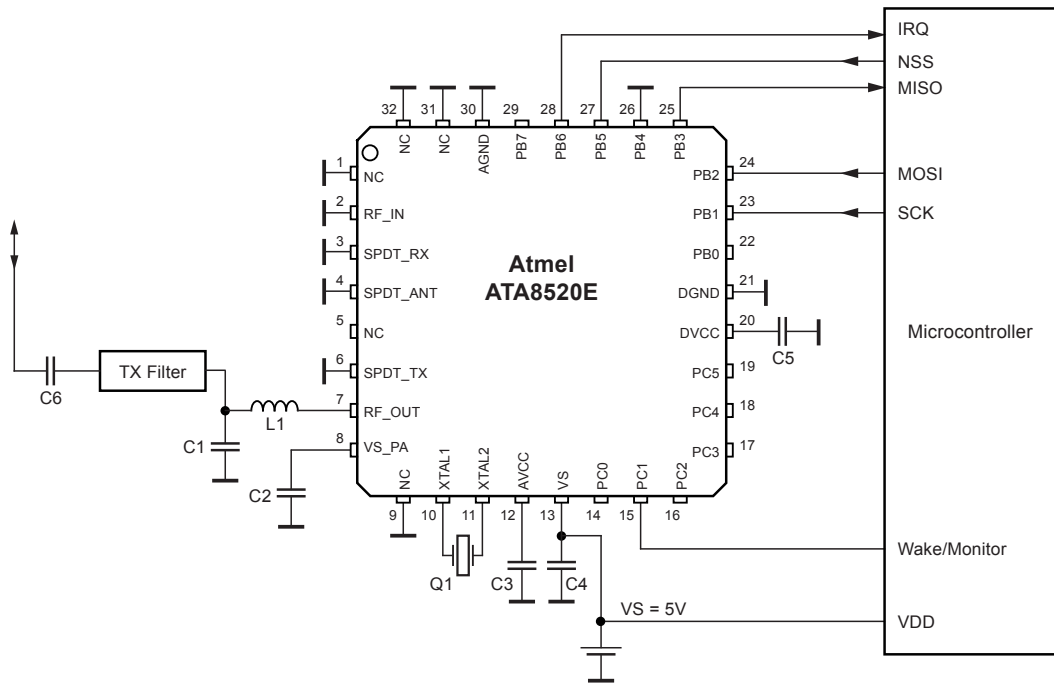 IRQ
NSS
MISO
MOSI
SCK
Microcontroller
Wake/Monitor
VDD
32
31
30
29
28
27
26
25
NC
NC
AGND
PB7
PB6
PB5
PB4
PB3
1
NC
2
RF_IN
3
SPDT_RX
4
SPDT_ANT
5
NC
6
SPDT_TX
7
RF_OUT
8
VS_PA
Atmel
ATA8520E
24
PB2
23
PB1
22
PB0
21
DGND
20
DVCC
19
PC5
18
PC4
17
PC3
NC
XTAL1
XTAL2
AVCC
VS
PC0
PC1
PC2
9
10
11
12
13
14
15
16
C6
TX Filter
L1
C1
C2
Q1
C3
C4
C5
VS = 5V